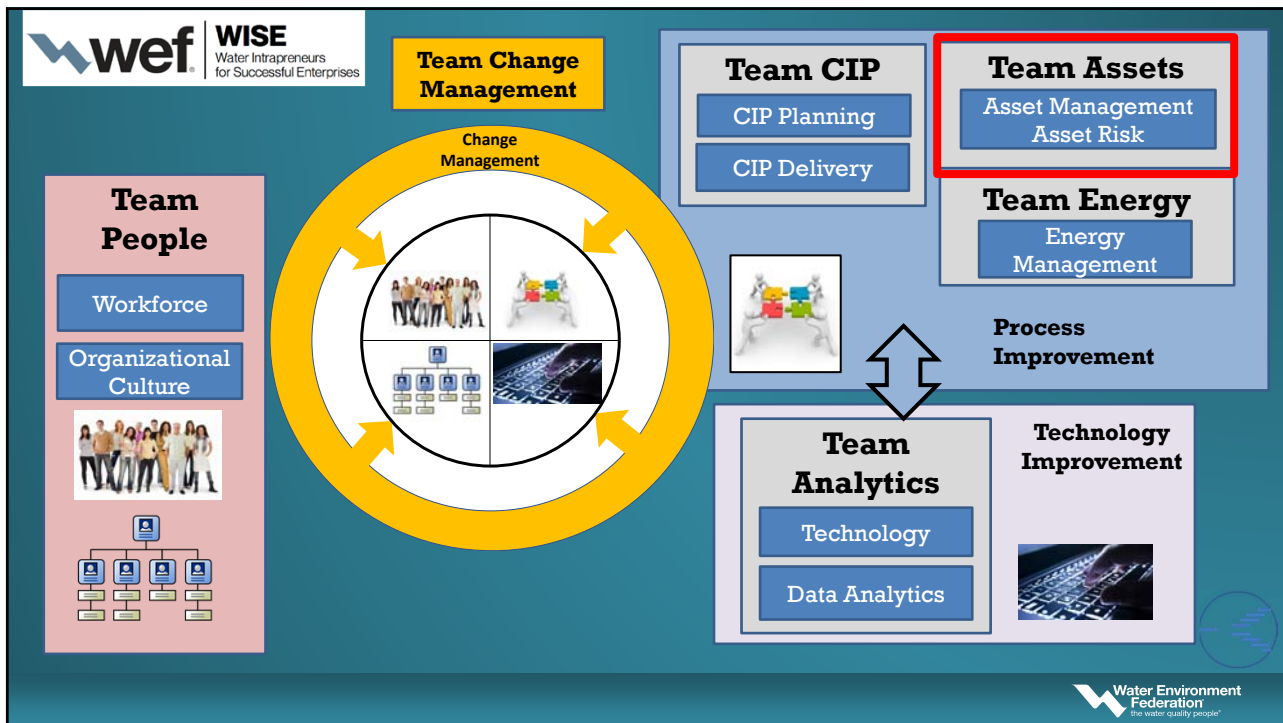 wef
WISE
Water Intrapreneurs
for Successful Enterprises
Team Change
Management
Change
Management
Team
People
Workforce
Organizational
Culture
Team CIP
CIP Planning
CIP Delivery
Team Assets
Asset Management
Asset Risk
Team Energy
Energy
Management
Process
Improvement
Team
Analytics
Technology
Data Analytics
Technology
Improvement
Water Environment
Federation
the water quality people